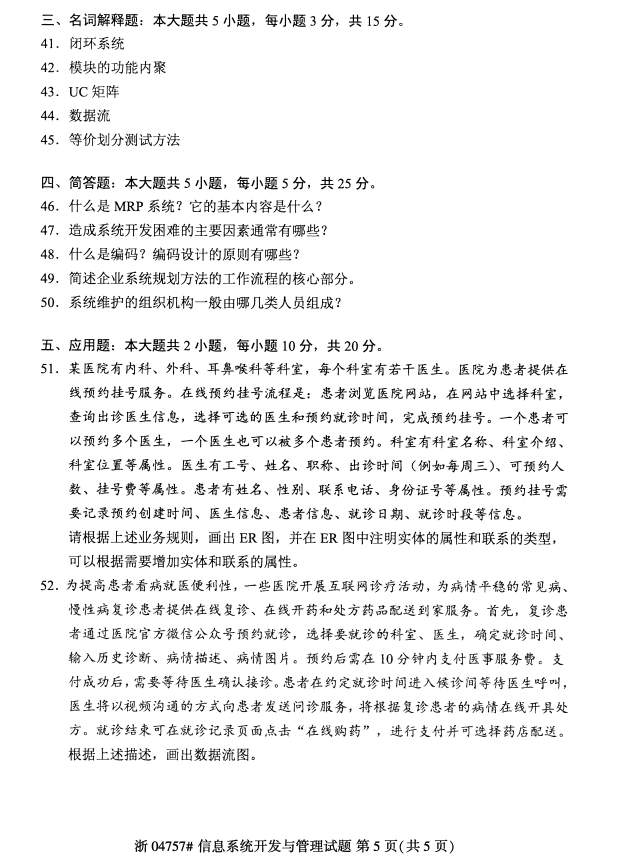 三、名词解释题：本大题共 5 小题，每小题 3 分，共 15 分。
41．闭环系统
42．模块的功能内聚
43．UC 矩阵
44．数据流
45．等价划分测试方法
四、简答题：本大题共 5 小题，每小题 5 分，共 25 分。
46．什么是 MRP 系统？它的基本内容是什么？
47．造成系统开发困难的主要因素通常有哪些？
48．什么是编码？编码设计的原则有哪些？
49．简述企业系统规划方法的工作流程的核心部分。
50．系统维护的组织机构一般由哪几类人员组成？
五、应用题：本大题共 2 小题，每小题 10 分，共 20 分。
51．某医院有内科、外科、耳鼻喉科等科室，每个科室有若干医生。医院为患者提供在
线预约挂号服务。在线预约挂号流程是：患者浏览医院网站，在网站中选择科室，
查询出诊医生信息，选择可选的医生和预约就诊时间，完成预约挂号。一个患者可
以预约多个医生，一个医生也可以被多个患者预约。科室有科室名称、科室介绍、
科室位置等属性。医生有工号、姓名、职称、出诊时间（例如每周三）、可预约人
数、挂号费等属性。患者有姓名、性别、联系电话、身份证号等属性。预约挂号需
要记录预约创建时间、医生信息、患者信息、就诊日期、就诊时段等信息。
请根据上述业务规则，画出 ER 图，并在 ER 图中注明实体的属性和联系的类型，
可以根据需要增加实体和联系的属性。
52．为提高患者看病就医便利性，一些医院开展互联网诊疗活动，为病情平稳的常见病、
慢性病复诊患者提供在线复诊、在线开药和处方药品配送到家服务。首先，复诊患
者通过医院官方微信公众号预约就诊，选择要就诊的科室、医生，确定就诊时间、
输入历史诊断、病情描述、病情图片。预约后需在 10 分钟内支付医事服务费。支
付成功后，需要等待医生确认接诊。患者在约定就诊时间进入候诊间等待医生呼叫，
医生将以视频沟通的方式向患者发送问诊服务，将根据复诊患者的病情在线开具处
方。就诊结束可在就诊记录页面点击“在线购药”，进行支付并可选择药店配送。
根据上述描述，画出数据流图。
浙 04757# 信息系统开发与管理试题 第 5 页(共 5 页)